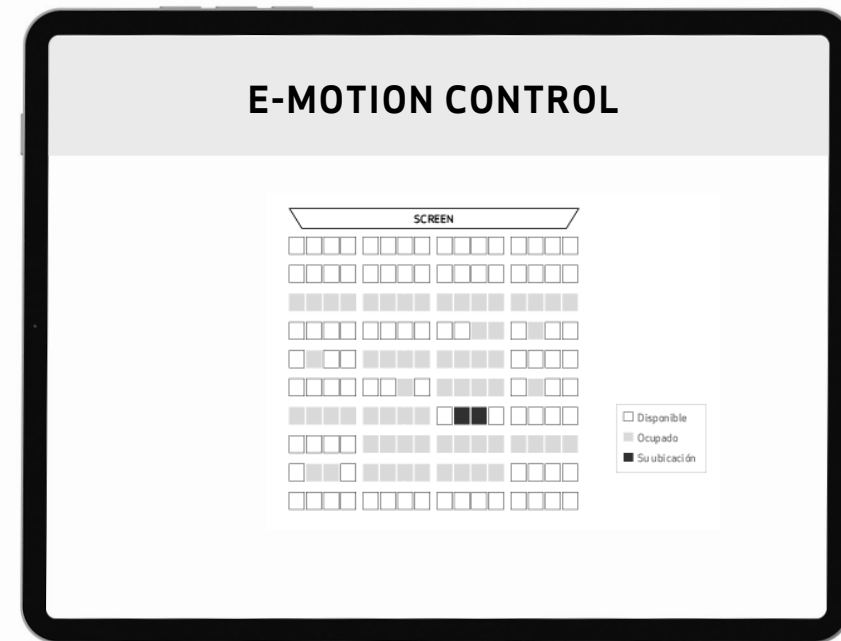 E-MOTION CONTROL
SCREEN
Disponible
Ocupado
Su ubicación